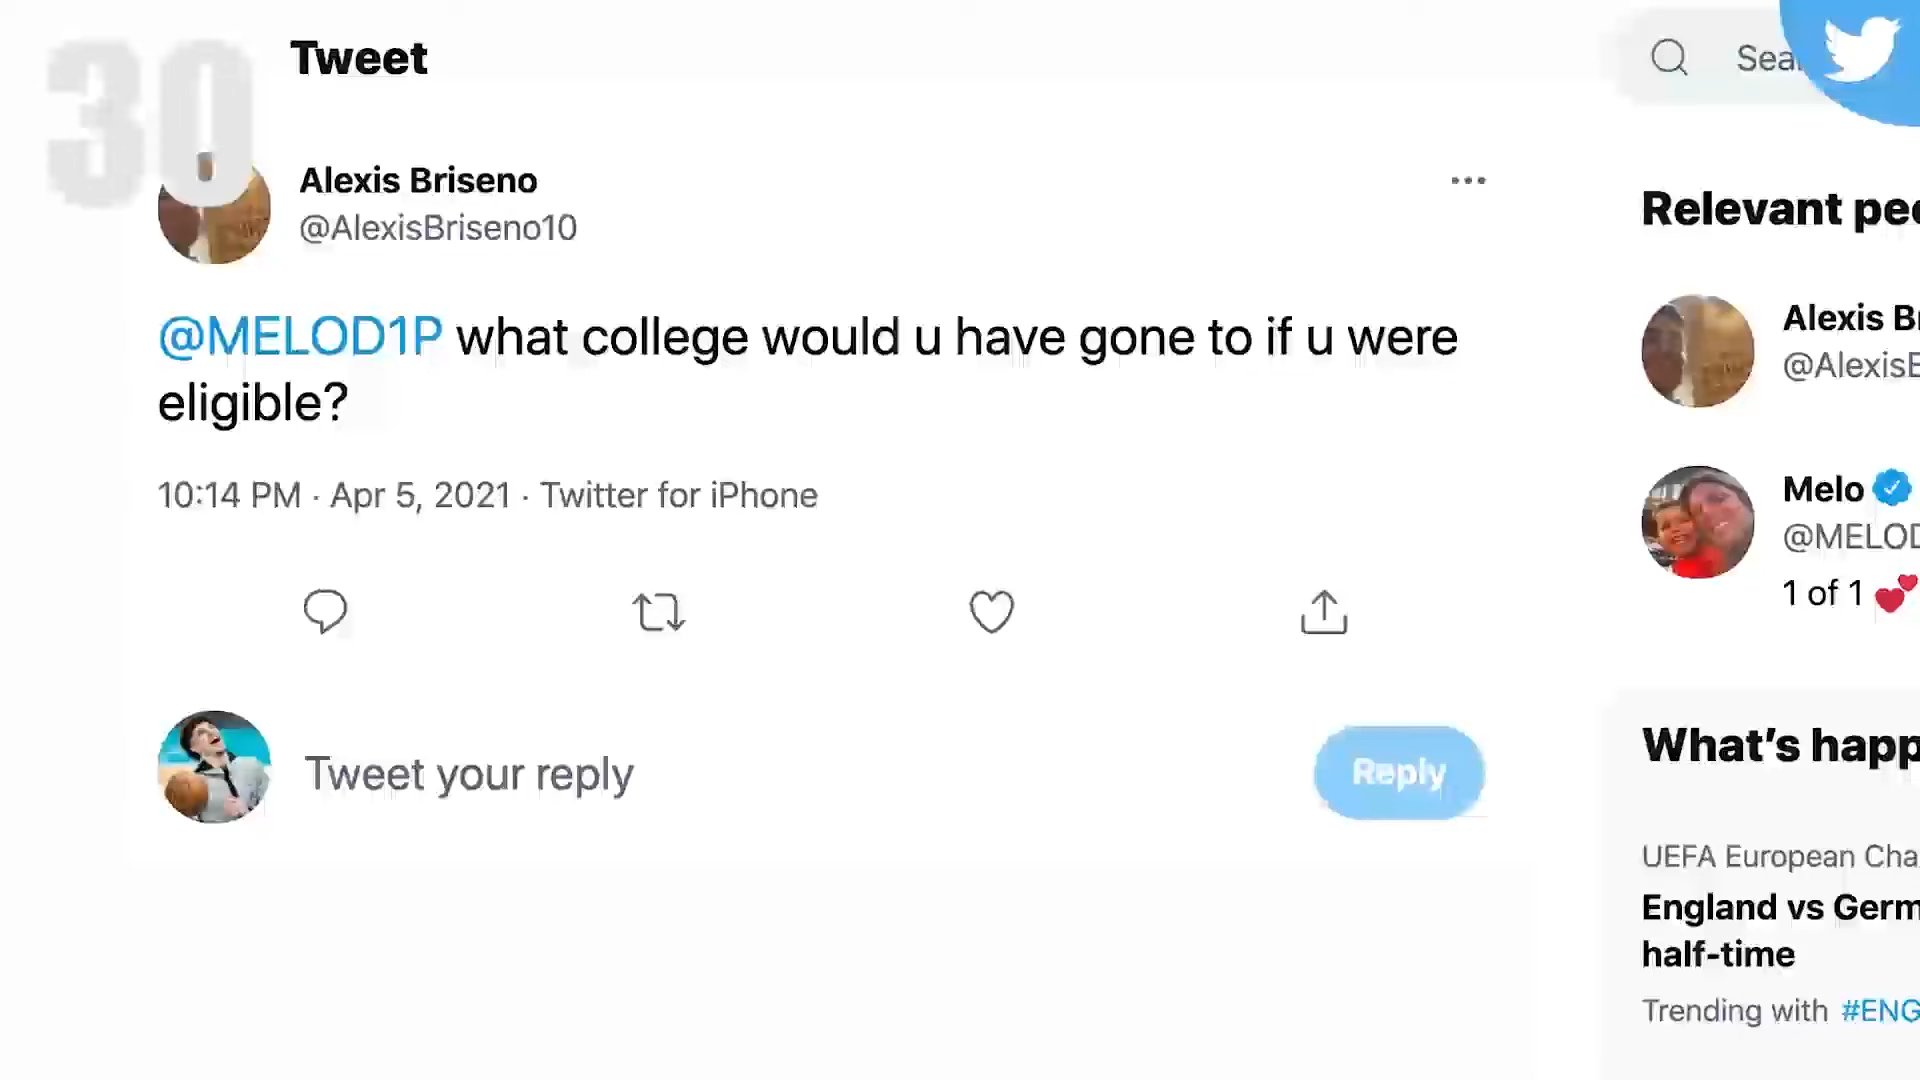 30
Tweet
Alexis Briseno
@AlexisBriseno10
@MELOD1P what college would u have gone to if u were
eligible?
10:14 PM · Apr 5, 2021 · Twitter for iPhone
Tweet your reply
Reply
Sea
Relevant peo
Alexis B
@Alexis
Melo
@MELOD
1 of 1 💕
What's happ
UEFA European Cha
England vs Germ
half-time
Trending with #ENG